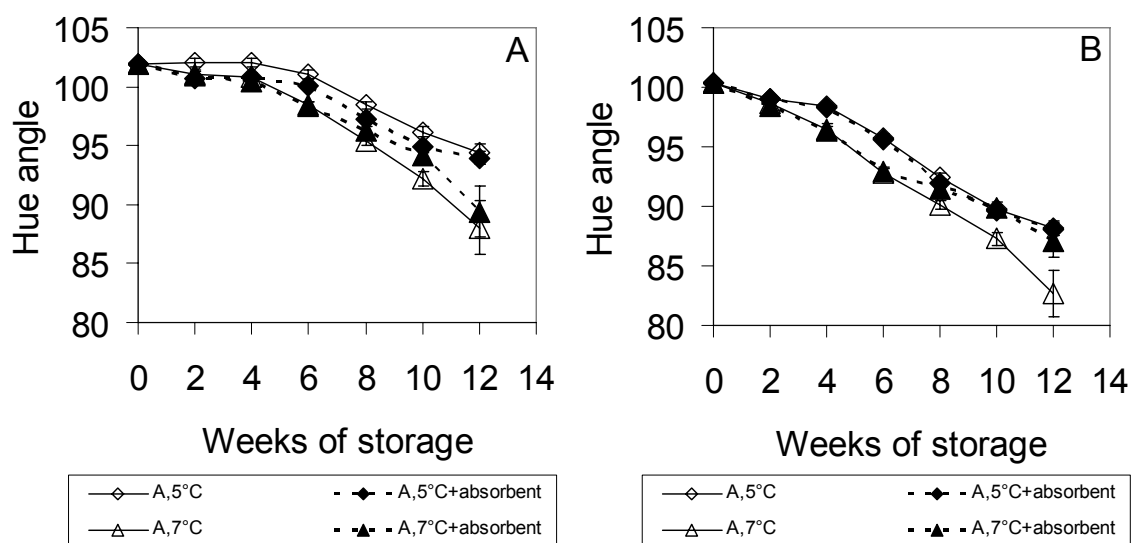 A
105
100
95
90
85
80
Hue angle
0 2 4 6 8 10 12 14
Weeks of storage
A,5°C A,5°C+absorbent
A,7°C A,7°C+absorbent
B
105
100
95
90
85
80
Hue angle
0 2 4 6 8 10 12 14
Weeks of storage
A,5°C A,5°C+absorbent
A,7°C A,7°C+absorbent